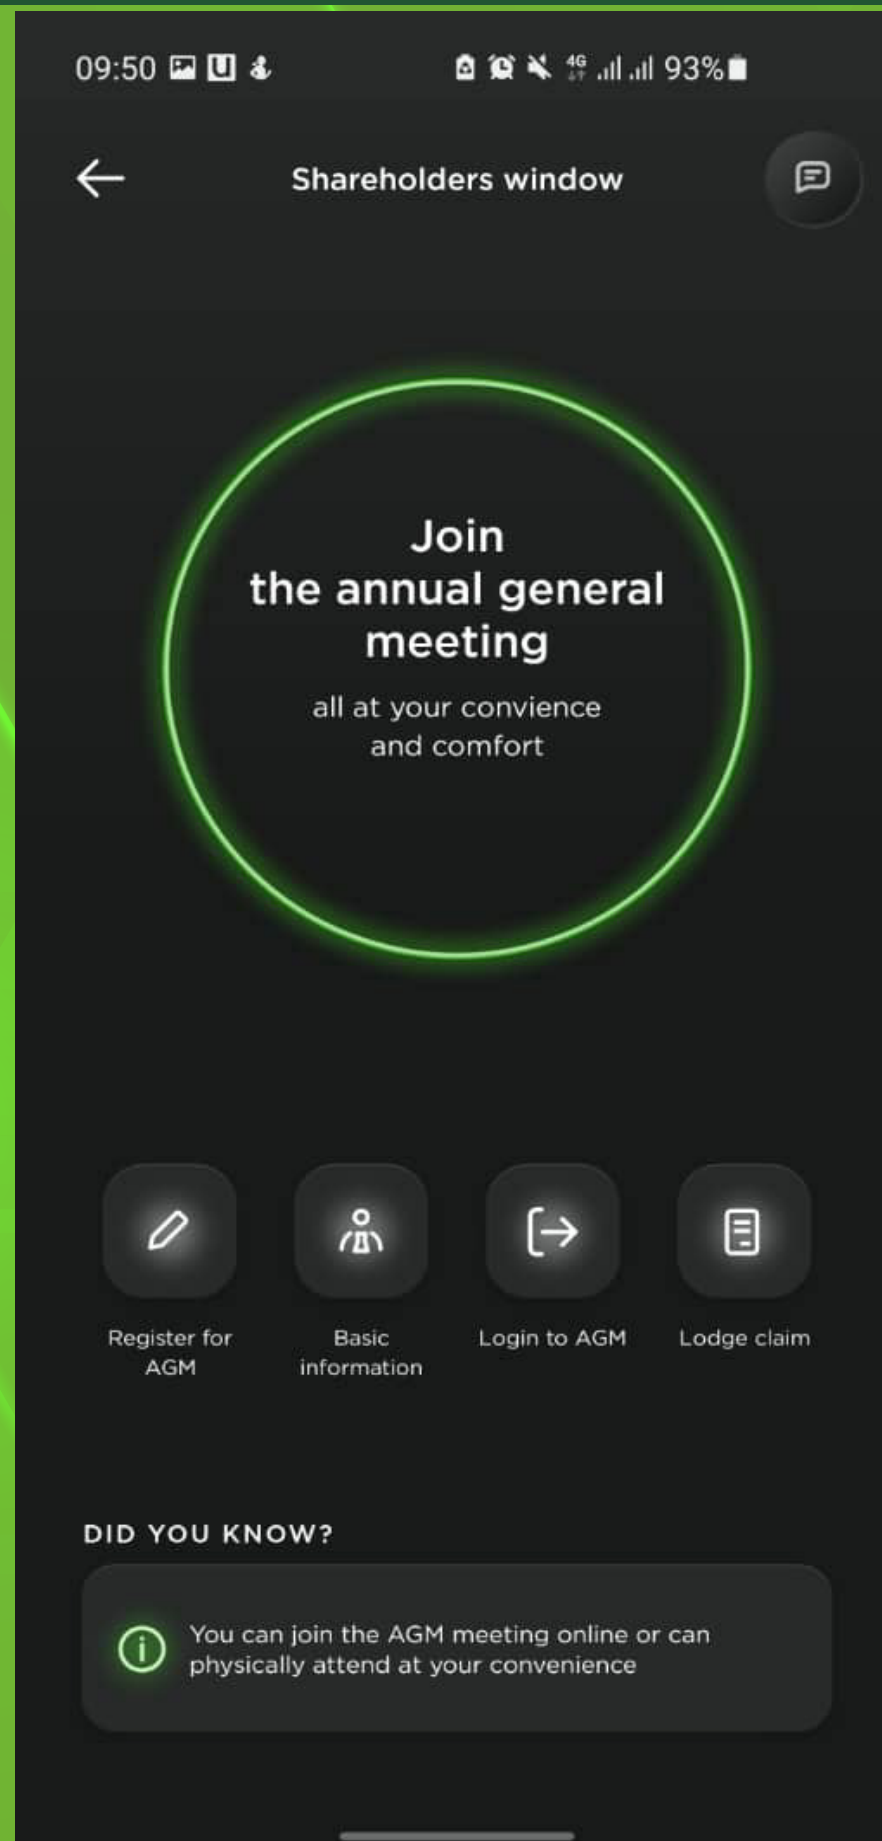 09:50 U 4G 93%
Shareholders window
Join
the annual general
meeting
all at your convience
and comfort
Register for
AGM
Basic
information
Login to AGM
Lodge claim
DID YOU KNOW?
You can join the AGM meeting online or can
physically attend at your convenience